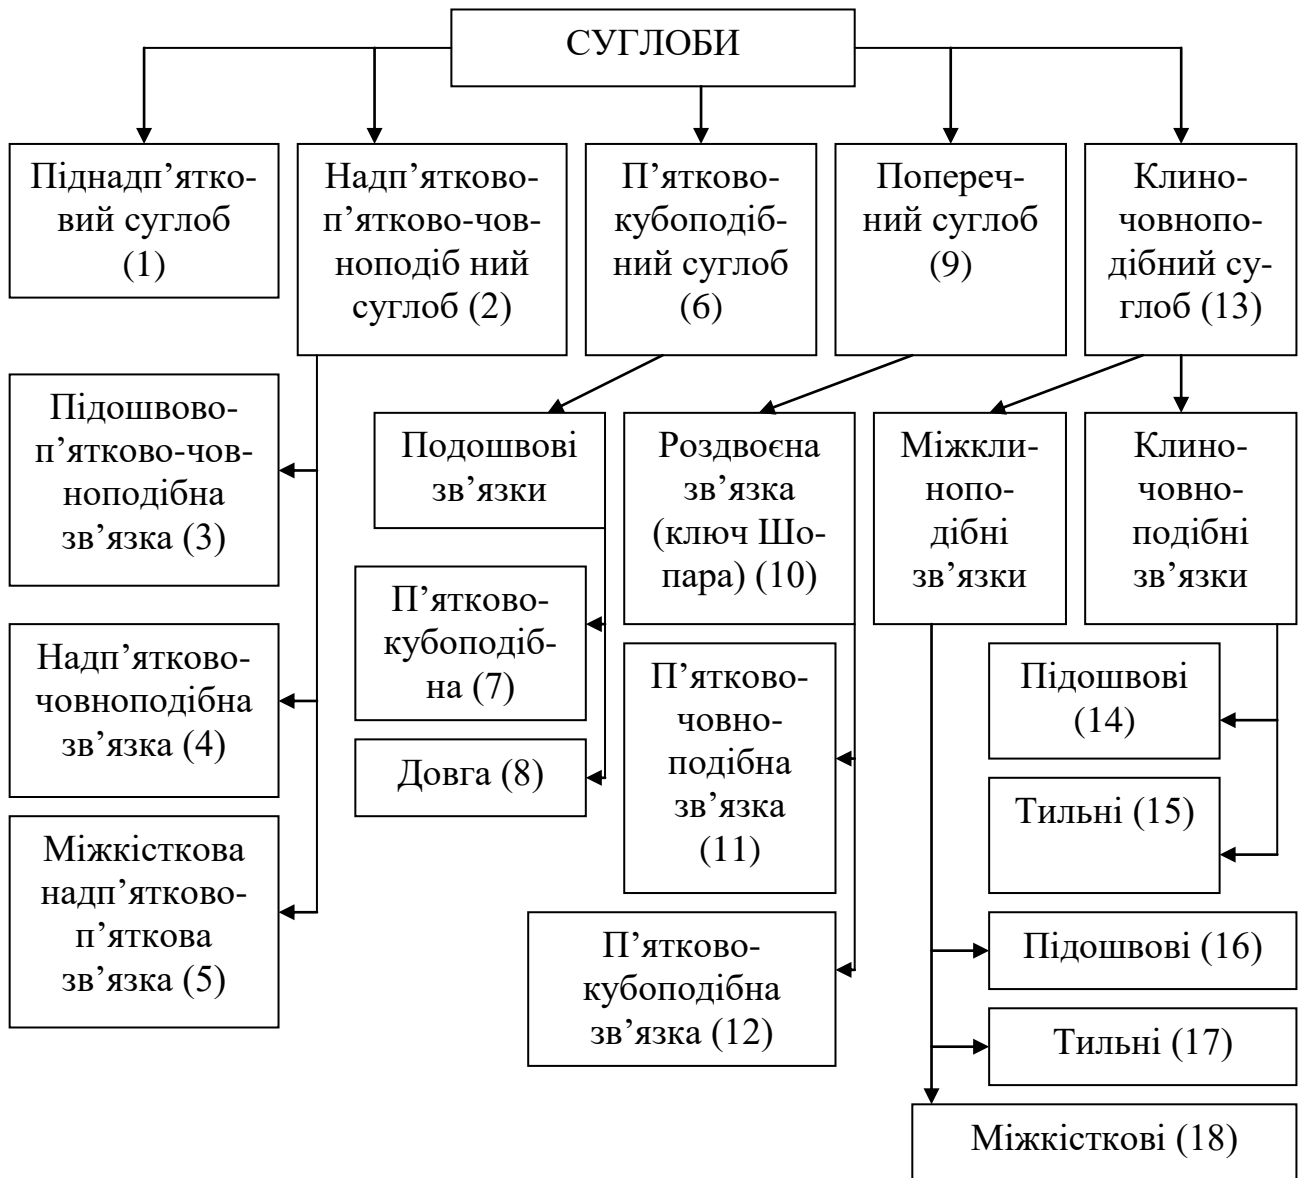 СУГЛОБИ
Піднадп’ятко-
вий суглоб
(1)
Надп’ятково-
п’ятково-чов-
ноподіб ний
суглоб (2)
П’ятково-
кубоподіб-
ний суглоб
(6)
Попереч-
ний суглоб
(9)
Клино-
човнопо-
дібний су-
глоб (13)
Підошвово-
п’ятково-чов-
ноподібна
зв’язка (3)
Подошвові
зв’язки
Роздвоєна
зв’язка
(ключ Шо-
пара) (10)
Міжкли-
нопо-
дібні
зв’язки
Клино-
човно-
подібні
зв’язки
Надп’ятково-
човноподібна
зв’язка (4)
П’ятково-
кубоподіб-
на (7)
Довга (8)
П’ятково-
човно-
подібна
зв’язка
(11)
Підошвові
(14)
Тильні (15)
Міжкісткова
надп’ятково-
п’яткова
зв’язка (5)
П’ятково-
кубоподібна
зв’язка (12)
Підошвові (16)
Тильні (17)
Міжкісткові (18)